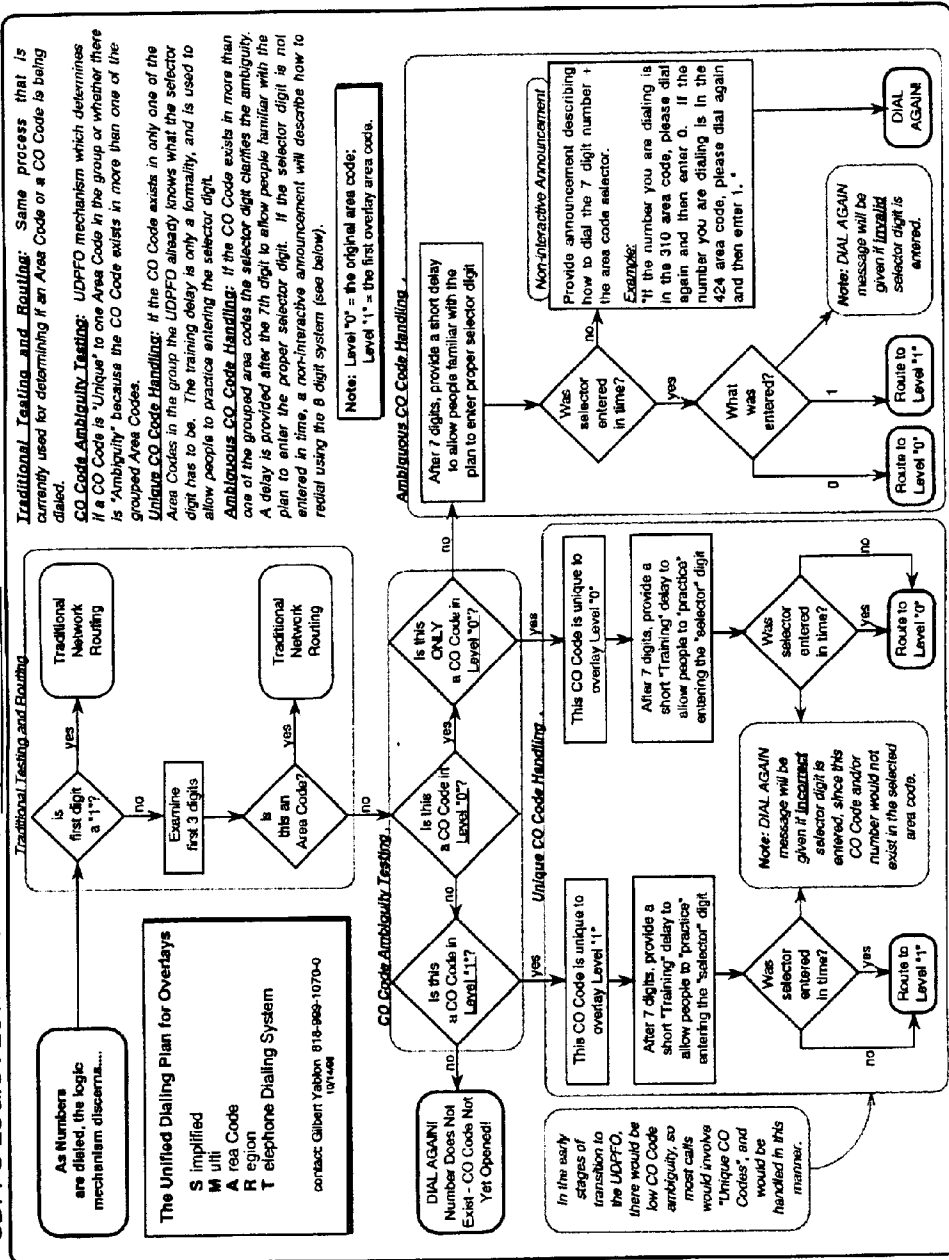 As Numbers
are dialed, the logic
mechanism discerns...
Traditional Testing and Routing
Is
first digit
a "1"?
yes
Traditional
Network
Routing
no
Examine
first 3 digits
Is
this an
Area Code?
yes
Traditional
Network
Routing
no
Traditional Testing and Routing: Same process that is
currently used for determining if an Area Code or a CO Code is being
dialed.
CO Code Ambiguity Testing: UDPFO mechanism which determines
if a CO Code is "Unique" to one Area Code in the group or whether there
is "Ambiguity" because the CO Code exists in more than one of the
grouped Area Codes.
Unique CO Code Handling: If the CO Code exists in only one of the
Area Codes in the group the UDPFO already knows what the selector
digit has to be. The training delay is only a formality, and is used to
allow people to practice entering the selector digit.
Ambiguous CO Code Handling: If the CO Code exists in more than
one of the grouped area codes the selector digit clarifies the ambiguity.
A delay is provided after the 7th digit to allow people familiar with the
plan to enter the proper selector digit. If the selector digit is not
entered in time, a non-interactive announcement will describe how to
redial using the 8 digit system (see below).
Note: Level "0" = the original area code;
Level "1" = the first overlay area code.
The Unified Dialing Plan for Overlays
S implified
M ulti
A rea Code
R egion
T elephone Dialing System
contact Gilbert Yablon 818-999-1070-0
10/14/98
CO Code Ambiguity Testing
DIAL AGAIN!
Number Does Not
Exist - CO Code Not
Yet Opened!
no
Is this
a CO Code in
Level "1"?
no
Is this
a CO Code in
Level "0"?
yes
Is this
ONLY
a CO Code in
Level "0"?
no
yes
yes
Unique CO Code Handling
In the early
stages of
transition to
the UDPFO,
there would be
low CO Code
ambiguity, so
most calls
would involve
"Unique CO
Codes", and
would be
handled in this
manner.
This CO Code is unique to
overlay Level "1"
After 7 digits, provide a
short "Training" delay to
allow people to "practice"
entering the "selector" digit
Was
selector
entered
in time?
no
yes
Route to
Level "1"
Note: DIAL AGAIN
message will be
given if incorrect
selector digit is
entered, since this
CO Code and/or
number would not
exist in the selected
area code.
This CO Code is unique to
overlay Level "0"
After 7 digits, provide a
short "Training" delay to
allow people to "practice"
entering the "selector" digit
Was
selector
entered
in time?
no
yes
Route to
Level "0"
Ambiguous CO Code Handling
After 7 digits, provide a short delay
to allow people familiar with the
plan to enter proper selector digit
Was
selector
entered
in time?
no
yes
Non-interactive Announcement
Provide announcement describing
how to dial the 7 digit number +
the area code selector.
Example:
"If the number you are dialing is
in the 310 area code, please dial
again and then enter 0. If the
number you are dialing is in the
424 area code, please dial again
and then enter 1. "
DIAL
AGAIN!
What
was
entered?
0
1
Route to
Level "0"
Route to
Level "1"
Note: DIAL AGAIN
message will be
given if invalid
selector digit is
entered.